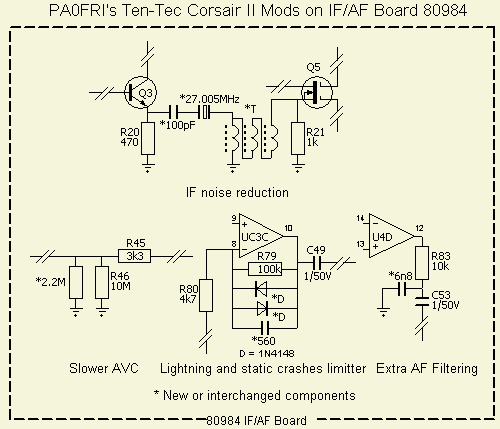 PA0FRI's Ten-Tec Corsair II Mods on IF/AF Board 80984
Q5
Q3
*27.005MHz
*T
*100pF
R20
470
R21
1k
IF noise reduction
9
+
UC3C
10
-
8
R79
100k
*D
*D
*560
D = 1N4148
R80
4k7
C49
1/50V
R45
3k3
*2.2M
R46
10M
14
-
U4D
12
13
+
R83
10k
*6n8
C53
1/50V
Slower AVC
Lightning and static crashes limitter
Extra AF Filtering
* New or interchanged components
80984 IF/AF Board